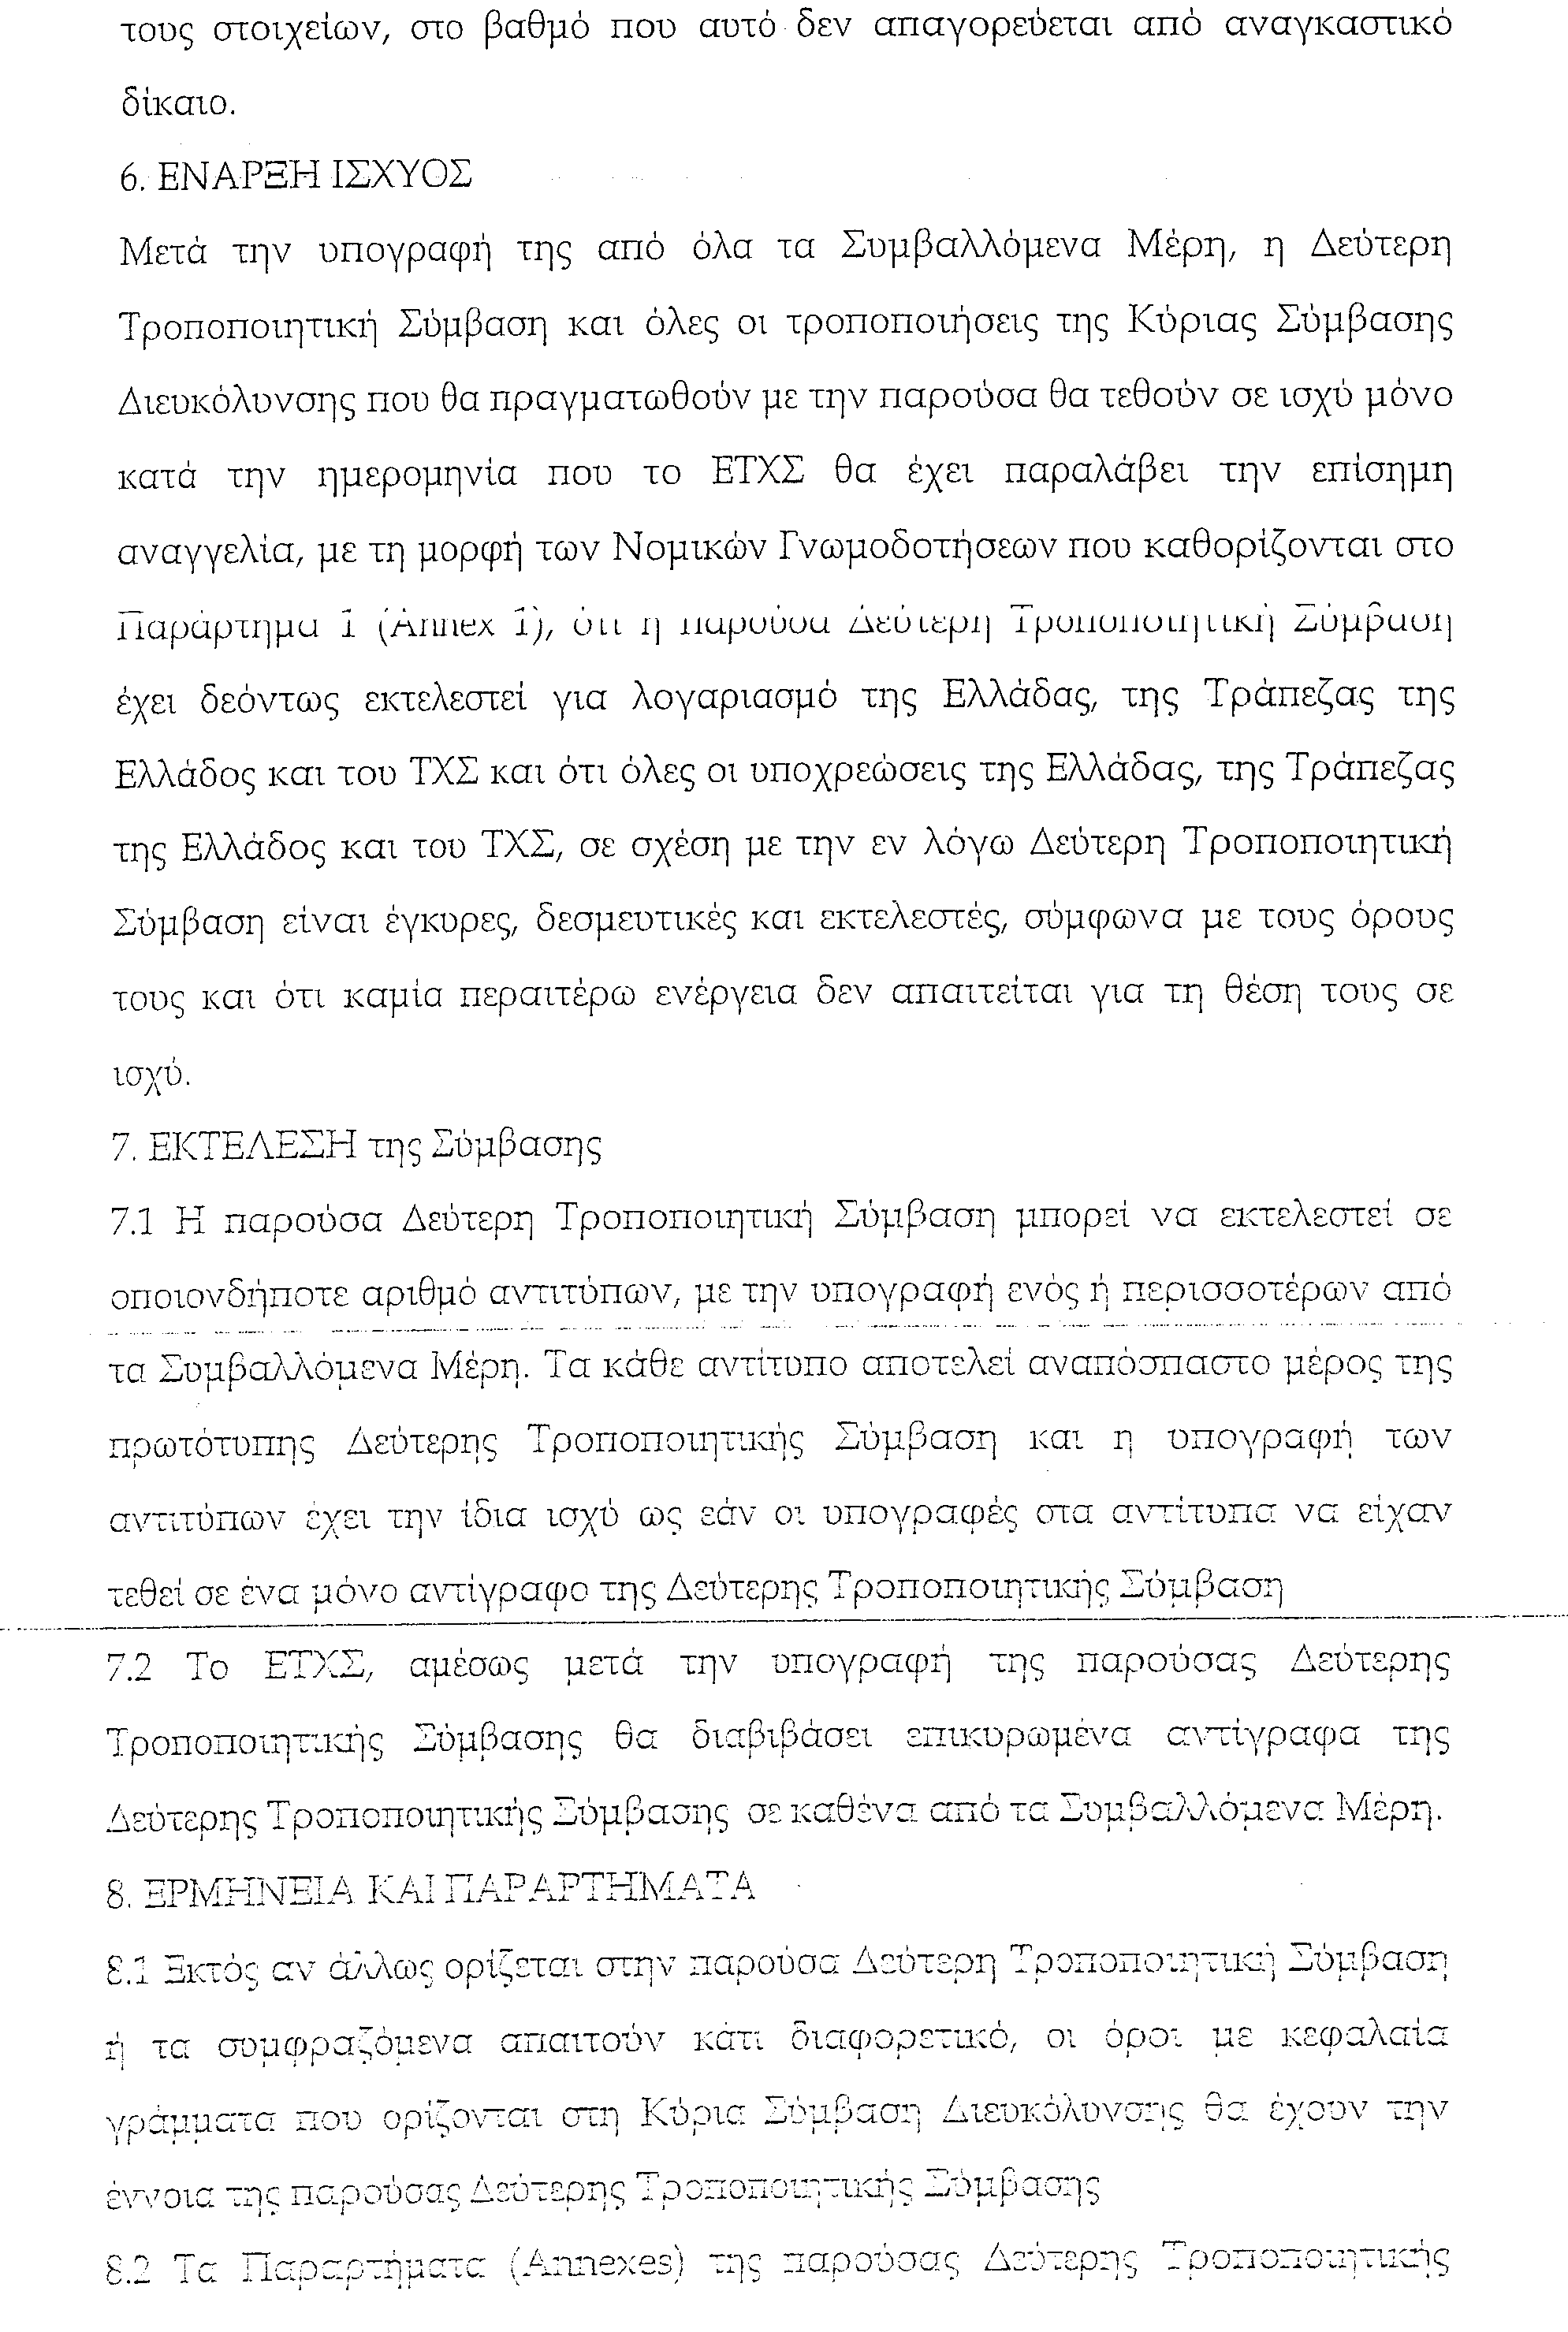 τους στοιχείων, στο βαθμό που αυτό δεν απαγορεύεται από αναγκαστικό
δίκαιο.
6. ΕΝΑΡΞΗ ΙΣΧΥΟΣ
Μετά την υπογραφή της από όλα τα Συμβαλλόμενα Μέρη, η Δεύτερη
Τροποποιητική Σύμβαση και όλες οι τροποποιήσεις της Κύριας Σύμβασης
Διευκόλυνσης που θα πραγματωθούν με την παρούσα θα τεθούν σε ισχύ μόνο
κατά την ημερομηνία που το ΕΤΧΣ θα έχει παραλάβει την επίσημη
αναγγελία, με τη μορφή των Νομικών Γνωμοδοτήσεων που καθορίζονται στο
Παράρτημα 1 (Annex 1), ότι η παρούσα Δεύτερη Τροποποιητική Σύμβαση
έχει δεόντως εκτελεστεί για λογαριασμό της Ελλάδας, της Τράπεζας της
Ελλάδος και του ΤΧΣ και ότι όλες οι υποχρεώσεις της Ελλάδας, της Τράπεζας
της Ελλάδος και του ΤΧΣ, σε σχέση με την εν λόγω Δεύτερη Τροποποιητική
Σύμβαση είναι έγκυρες, δεσμευτικές και εκτελεστές, σύμφωνα με τους όρους
τους και ότι καμία περαιτέρω ενέργεια δεν απαιτείται για τη θέση τους σε
ισχύ.
7. ΕΚΤΕΛΕΣΗ της Σύμβασης
7.1 Η παρούσα Δεύτερη Τροποποιητική Σύμβαση μπορεί να εκτελεστεί σε
οποιονδήποτε αριθμό αντιτύπων, με την υπογραφή ενός ή περισσοτέρων από
τα Συμβαλλόμενα Μέρη. Τα κάθε αντίτυπο αποτελεί αναπόσπαστο μέρος της
πρωτότυπης Δεύτερης Τροποποιητικής Σύμβαση και η υπογραφή των
αντιτύπων έχει την ίδια ισχύ ως εάν οι υπογραφές στα αντίτυπα να είχαν
τεθεί σε ένα μόνο αντίγραφο της Δεύτερης Τροποποιητικής Σύμβαση
7.2 Το ΕΤΧΣ, αμέσως μετά την υπογραφή της παρούσας Δεύτερης
Τροποποιητικής Σύμβασης θα διαβιβάσει επικυρωμένα αντίγραφα της
Δεύτερης Τροποποιητικής Σύμβασης σε καθένα από τα Συμβαλλόμενα Μέρη.
8. ΕΡΜΗΝΕΙΑ ΚΑΙ ΠΑΡΑΡΤΗΜΑΤΑ
8.1 Εκτός αν άλλως ορίζεται στην παρούσα Δεύτερη Τροποποιητική Σύμβαση
ή τα συμφραζόμενα απαιτούν κάτι διαφορετικό, οι όροι με κεφαλαία
γράμματα που ορίζονται στη Κύρια Σύμβαση Διευκόλυνσης θα έχουν την
έννοια της παρούσας Δεύτερης Τροποποιητικής Σύμβασης
8.2 Τα Παραρτήματα (Annexes) της παρούσας Δεύτερης Τροποποιητικής